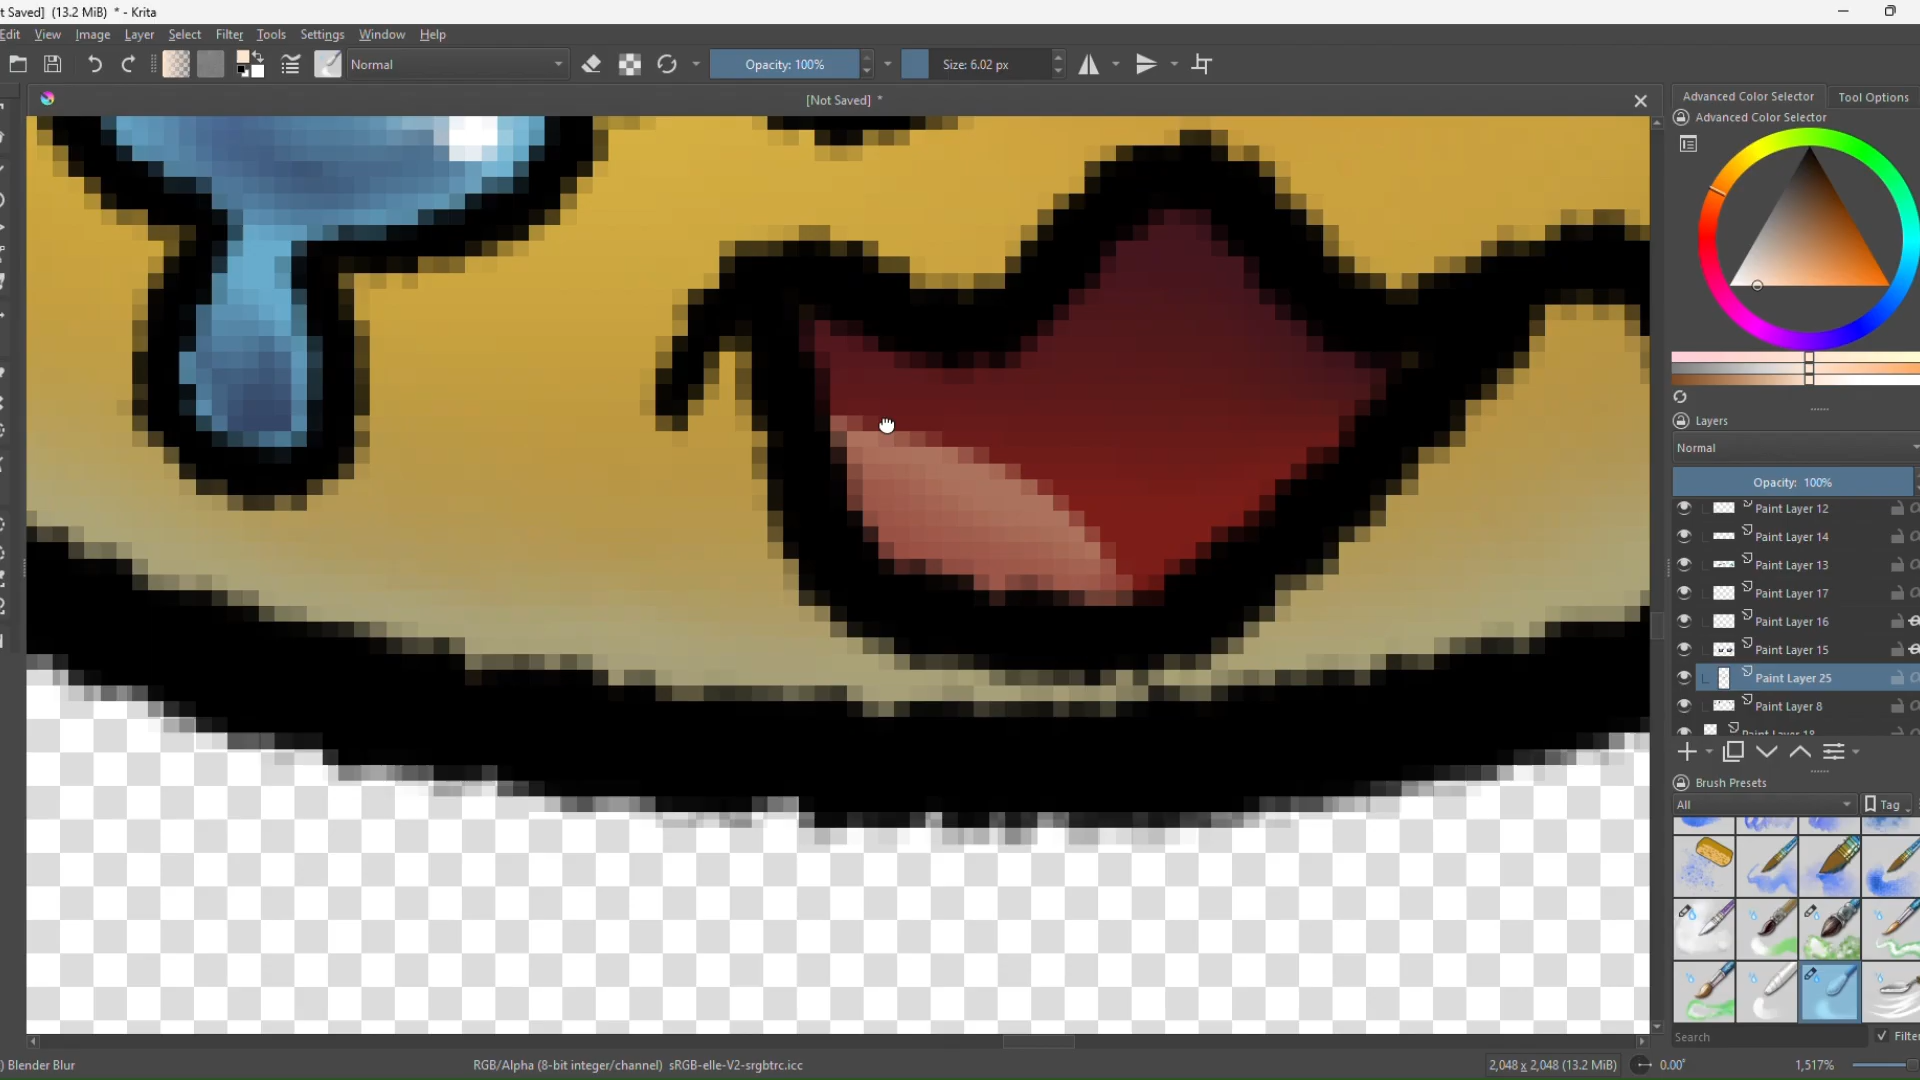 t Saved] (13.2 MiB) * - Krita
Edit View Image Layer Select Filter Tools Settings Window Help
Normal Opacity: 100% Size: 6.02 px
[Not Saved] *
Advanced Color Selector Tool Options
Advanced Color Selector
Layers
Normal
Opacity: 100%
Paint Layer 12
Paint Layer 14
Paint Layer 13
Paint Layer 17
Paint Layer 16
Paint Layer 15
Paint Layer 25
Paint Layer 8
Paint Layer 18
Brush Presets
All Tag
Search Filter
) Blender Blur RGB/Alpha (8-bit integer/channel) sRGB-elle-V2-srgbtrc.icc 2,048 x 2,048 (13.2 MiB) 0.00° 1,517%